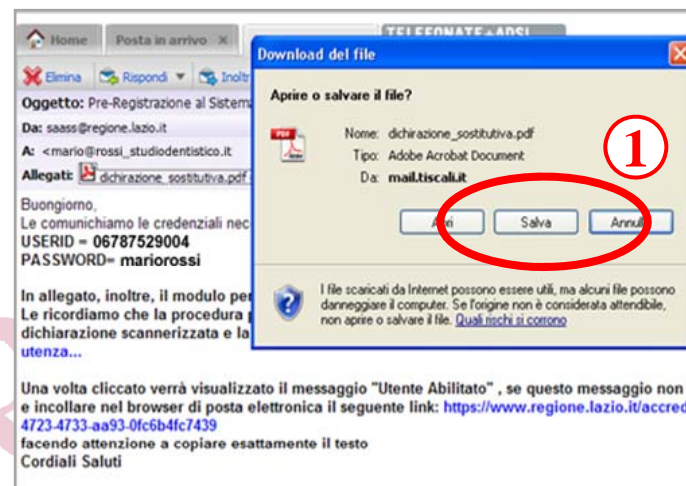 Home
Posta in arrivo
TELEFONATE+ADSL
Elimina
Rispondi
Inoltr
Oggetto: Pre-Registrazione al Sistema
Da: saass@regione.lazio.it
A: <mario@rossi_studiodentistico.it
Allegati: dichirazione_sostitutiva.pdf
Buongiorno,
Le comunichiamo le credenziali nec
USERID = 06787529004
PASSWORD= mariorossi
In allegato, inoltre, il modulo per
Le ricordiamo che la procedura
dichiarazione scannerizzata e la
utenza...
Una volta cliccato verrà visualizzato il messaggio "Utente Abilitato" , se questo messaggio non
e incollare nel browser di posta elettronica il seguente link: https://www.regione.lazio.it/accred
4723-4733-aa93-0fc6b4fc7439
facendo attenzione a copiare esattamente il testo
Cordiali Saluti
Download del file
Aprire o salvare il file?
Nome: dichirazione_sostitutiva.pdf
Tipo: Adobe Acrobat Document
Da: mail.tiscali.it
Salva
1
I file scaricati da Internet possono essere utili, ma alcuni file possono
danneggiare il computer. Se l'origine non è considerata attendibile,
non aprire o salvare il file. Quali rischi si corrono